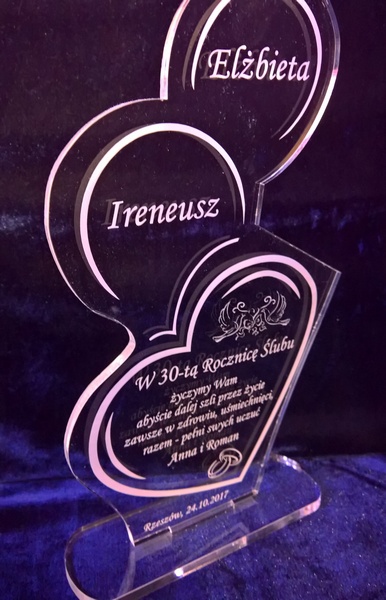 Elżbieta
Ireneusz
W 30-tą Rocznicę Ślubu
życzymy Wam
abyście dalej szli przez życie
zawsze w zdrowiu, uśmiechnięci,
razem - pełni swych uczuć
Anna i Roman
Rzeszów, 24.10.2017